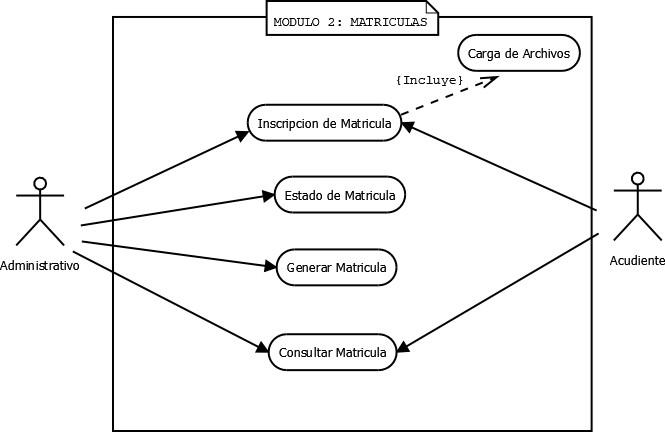 MODULO 2: MATRICULAS
Carga de Archivos
{Incluye}
Inscripcion de Matricula
Estado de Matricula
Administrativo
Acudiente
Generar Matricula
Consultar Matricula